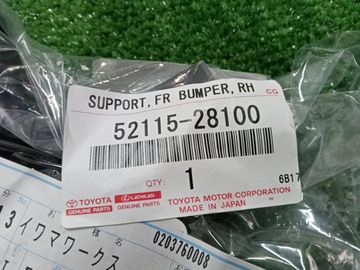 SUPPORT, FR BUMPER, RH
CG
52115-28100
QTY:
1
TOYOTA
GENUINE PARTS
LEXUS
GENUINE PARTS
TOYOTA MOTOR CORPORATION
MADE IN JAPAN
6B17
3イワマワークス
0203760008